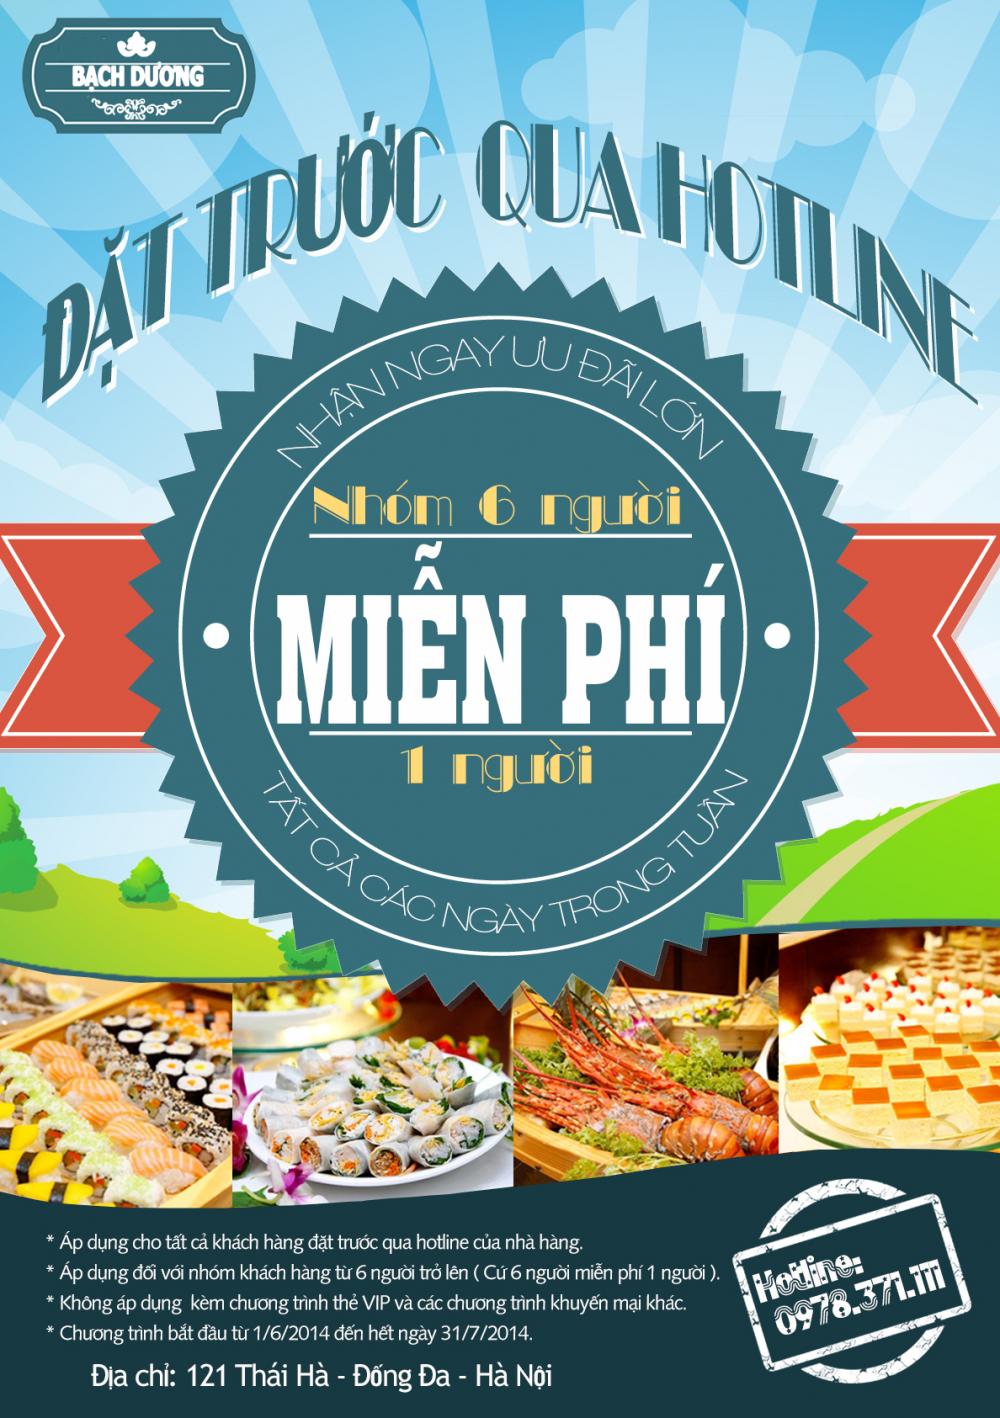 BẠCH DƯƠNG
ĐẶT TRƯỚC QUA HOTLINE
NHẬN NGAY ƯU ĐÃI LỚN
Nhóm 6 người
MIỄN PHÍ
1 người
TẤT CẢ CÁC NGÀY TRONG TUẦN
* Áp dụng cho tất cả khách hàng đặt trước qua hotline của nhà hàng.
* Áp dụng đối với nhóm khách hàng từ 6 người trở lên ( Cứ 6 người miễn phí 1 người ).
* Không áp dụng kèm chương trình thẻ VIP và các chương trình khuyến mại khác.
* Chương trình bắt đầu từ 1/6/2014 đến hết ngày 31/7/2014.
Địa chỉ: 121 Thái Hà - Đống Đa - Hà Nội
Hotline:
0978.371.111